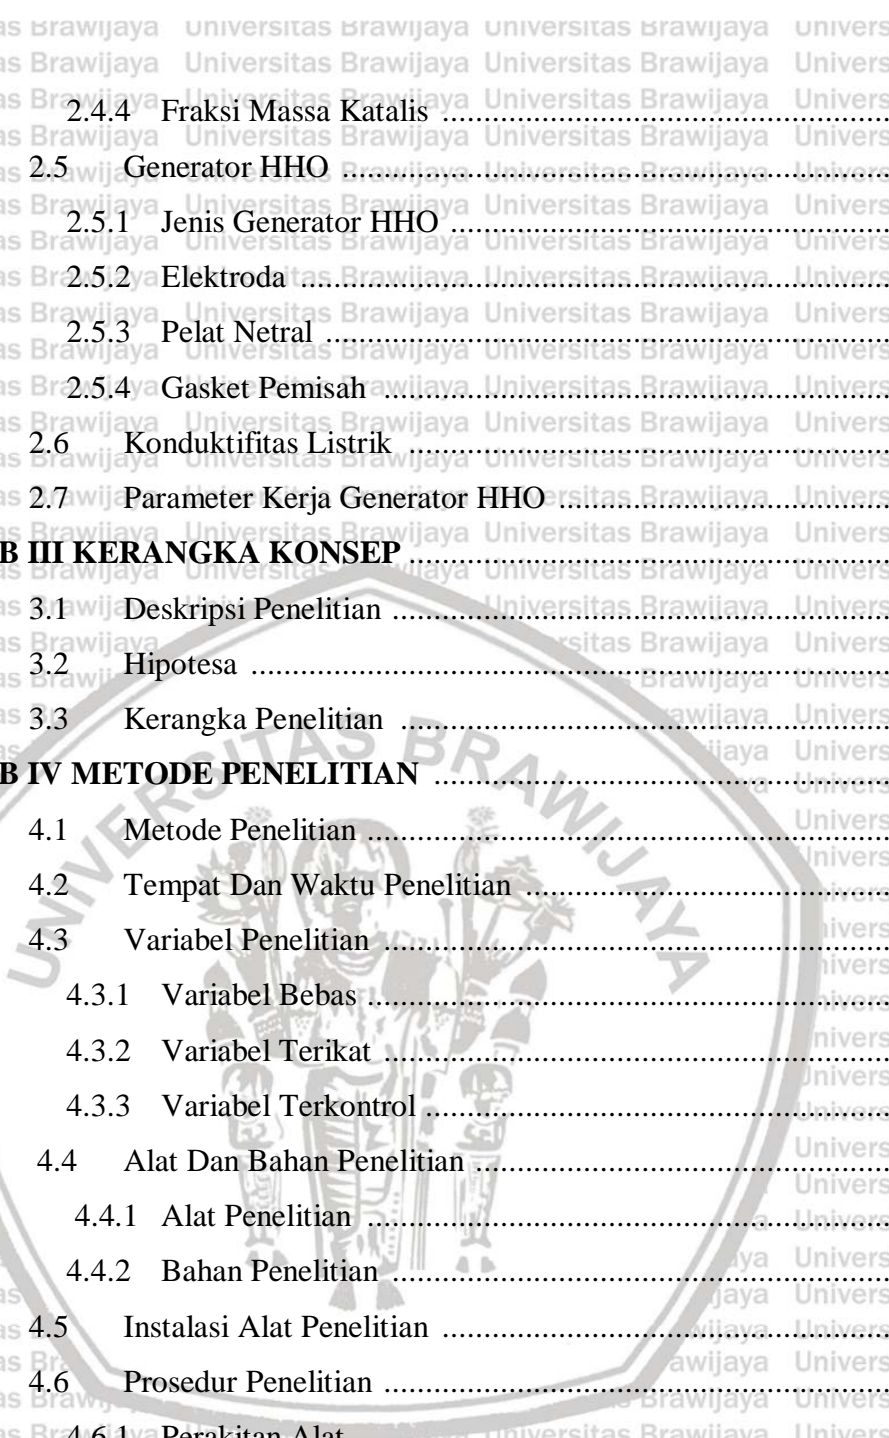 2.4.4 Fraksi Massa Katalis
2.5 Generator HHO
2.5.1 Jenis Generator HHO
2.5.2 Elektroda
2.5.3 Pelat Netral
2.5.4 Gasket Pemisah
2.6 Konduktifitas Listrik
2.7 Parameter Kerja Generator HHO
B III KERANGKA KONSEP
3.1 Deskripsi Penelitian
3.2 Hipotesa
3.3 Kerangka Penelitian
B IV METODE PENELITIAN
4.1 Metode Penelitian
4.2 Tempat Dan Waktu Penelitian
4.3 Variabel Penelitian
4.3.1 Variabel Bebas
4.3.2 Variabel Terikat
4.3.3 Variabel Terkontrol
4.4 Alat Dan Bahan Penelitian
4.4.1 Alat Penelitian
4.4.2 Bahan Penelitian
4.5 Instalasi Alat Penelitian
4.6 Prosedur Penelitian
4.6.1 Perakitan Alat
UNIVERSITAS BRAWIJAYA